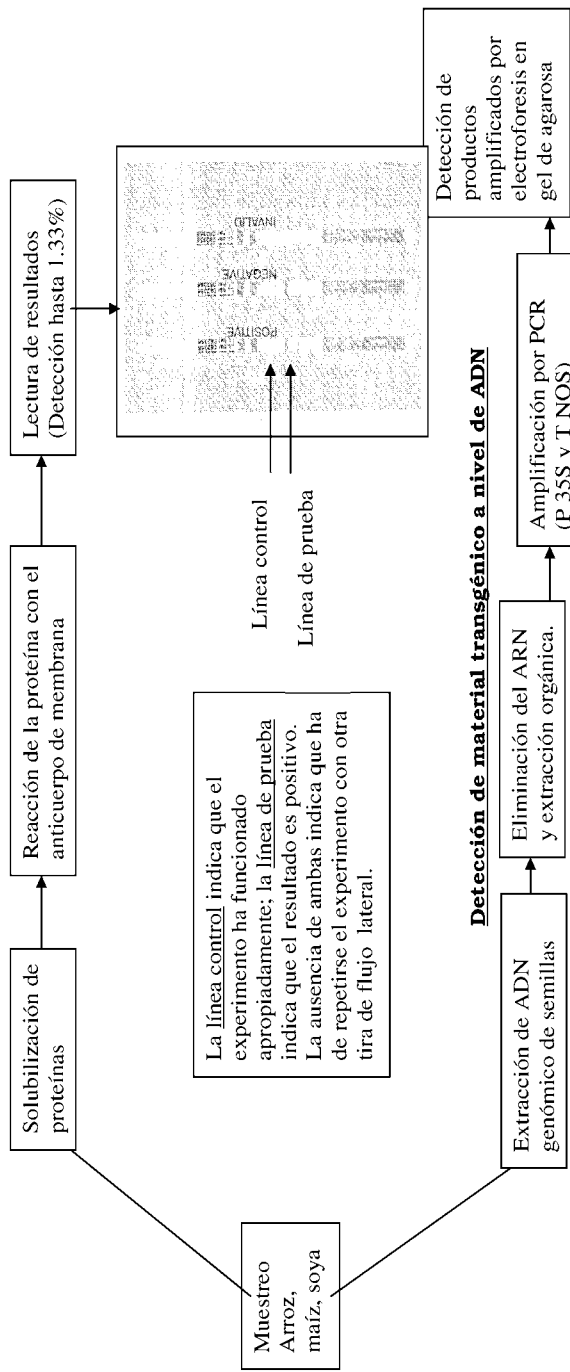 Muestreo
Arroz,
maíz, soya
Solubilización de
proteínas
Reacción de la proteína con el
anticuerpo de membrana
Lectura de resultados
(Detección hasta 1.33%)
La línea control indica que el
experimento ha funcionado
apropiadamente; la línea de prueba
indica que el resultado es positivo.
La ausencia de ambas indica que ha
de repetirse el experimento con otra
tira de flujo lateral.
Línea control
Línea de prueba
POSITIVE
NEGATIVE
INVALID
Detección de material transgénico a nivel de ADN
Extracción de ADN
genómico de semillas
Eliminación del ARN
y extracción orgánica.
Amplificación por PCR
(P 35S y T NOS)
Detección de
productos
amplificados por
electroforesis en
gel de agarosa